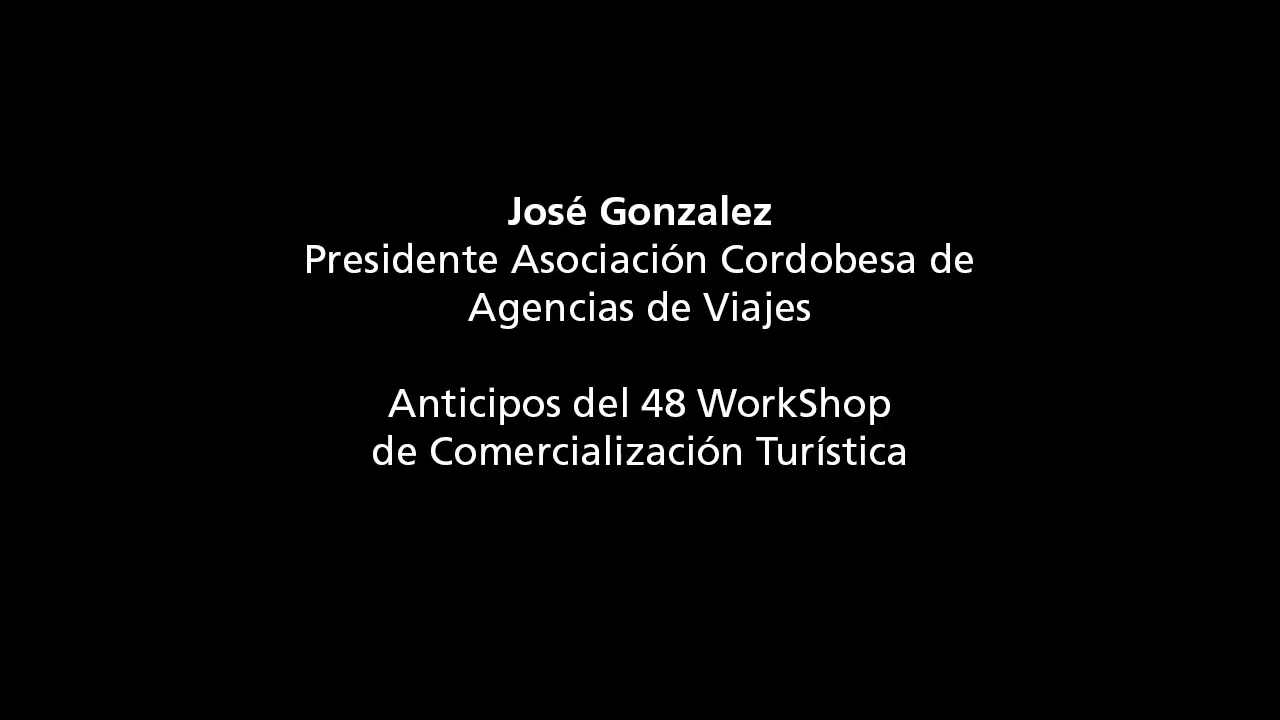 José Gonzalez
Presidente Asociación Cordobesa de
Agencias de Viajes
Anticipos del 48 WorkShop
de Comercialización Turística